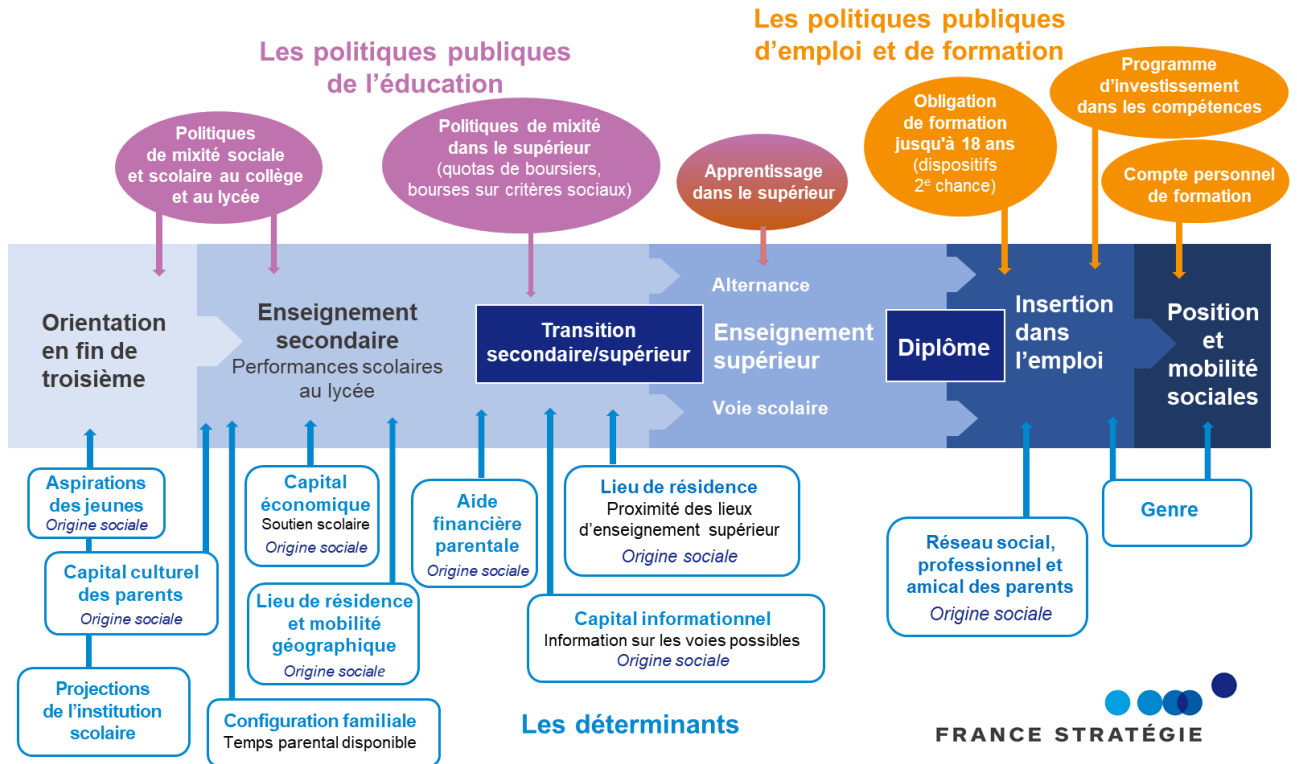 Les politiques publiques
de l'éducation
Les politiques publiques
d'emploi et de formation
Politiques
de mixité sociale
et scolaire au collège
et au lycée
Politiques de mixité
dans le supérieur
(quotas de boursiers,
bourses sur critères sociaux)
Apprentissage
dans le supérieur
Obligation
de formation
jusqu'à 18 ans
(dispositifs
2e chance)
Programme
d'investissement
dans les compétences
Compte personnel
de formation
Orientation
en fin de
troisième
Enseignement
secondaire
Performances scolaires
au lycée
Transition
secondaire/supérieur
Alternance
Enseignement
supérieur
Voie scolaire
Diplôme
Insertion
dans
l'emploi
Position
et
mobilité
sociales
Aspirations
des jeunes
Origine sociale
Capital culturel
des parents
Origine sociale
Projections
de l'institution
scolaire
Capital
économique
Soutien scolaire
Origine sociale
Lieu de résidence
et mobilité
géographique
Origine sociale
Configuration familiale
Temps parental disponible
Aide
financière
parentale
Origine sociale
Lieu de résidence
Proximité des lieux
d'enseignement supérieur
Origine sociale
Capital informationnel
Information sur les voies possibles
Origine sociale
Réseau social,
professionnel et
amical des parents
Origine sociale
Genre
Les déterminants
FRANCE STRATÉGIE